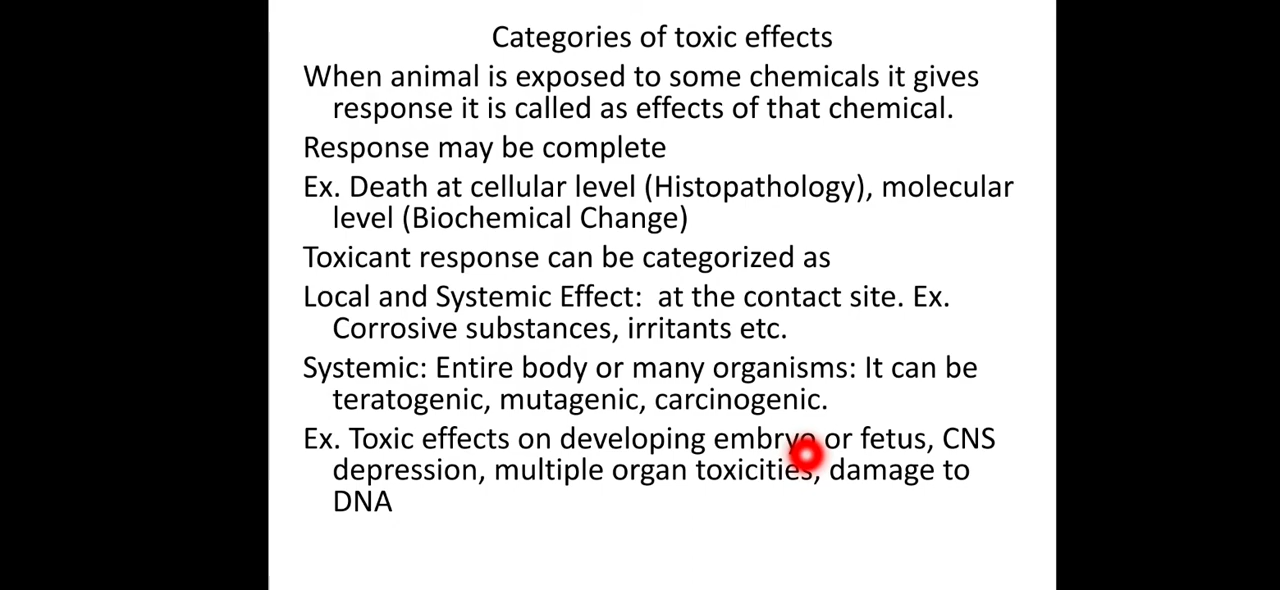 Categories of toxic effects
When animal is exposed to some chemicals it gives
response it is called as effects of that chemical.
Response may be complete
Ex. Death at cellular level (Histopathology), molecular
level (Biochemical Change)
Toxicant response can be categorized as
Local and Systemic Effect:  at the contact site. Ex.
Corrosive substances, irritants etc.
Systemic: Entire body or many organisms: It can be
teratogenic, mutagenic, carcinogenic.
Ex. Toxic effects on developing embryo or fetus, CNS
depression, multiple organ toxicities, damage to
DNA